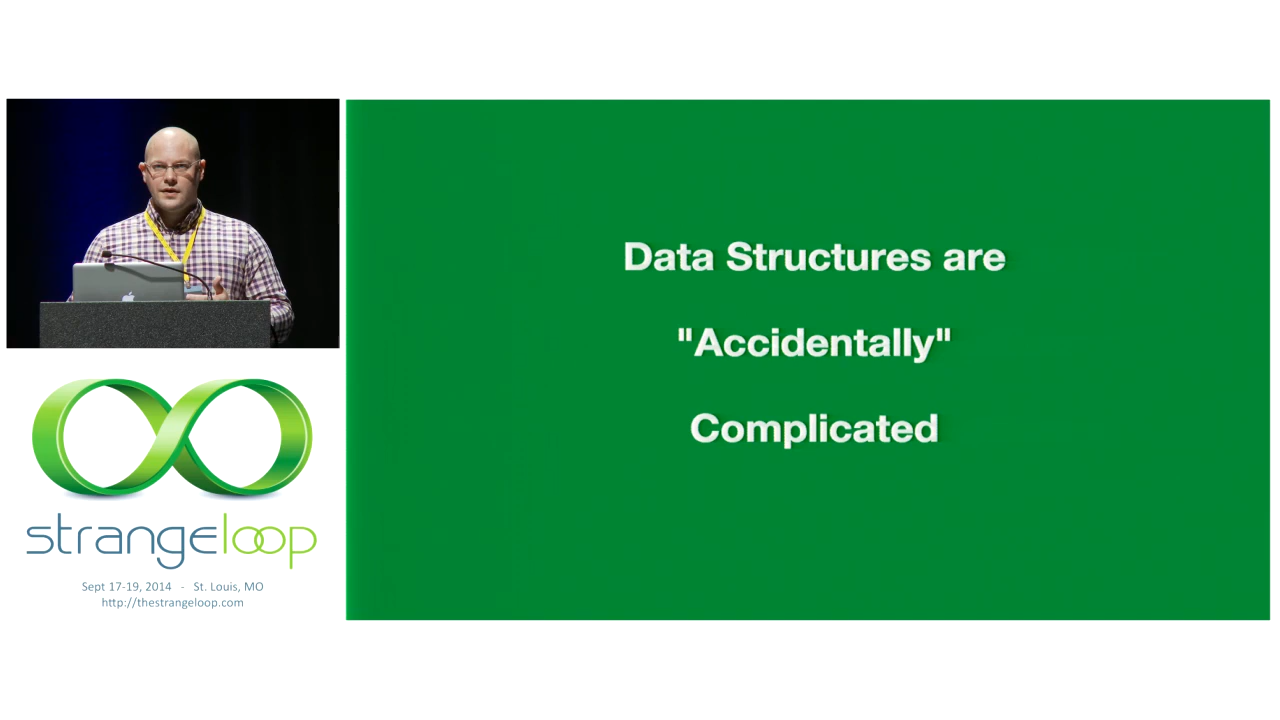 Data Structures are
"Accidentally"
Complicated
strangeloop
Sept 17-19, 2014 - St. Louis, MO
http://thestrangeloop.com